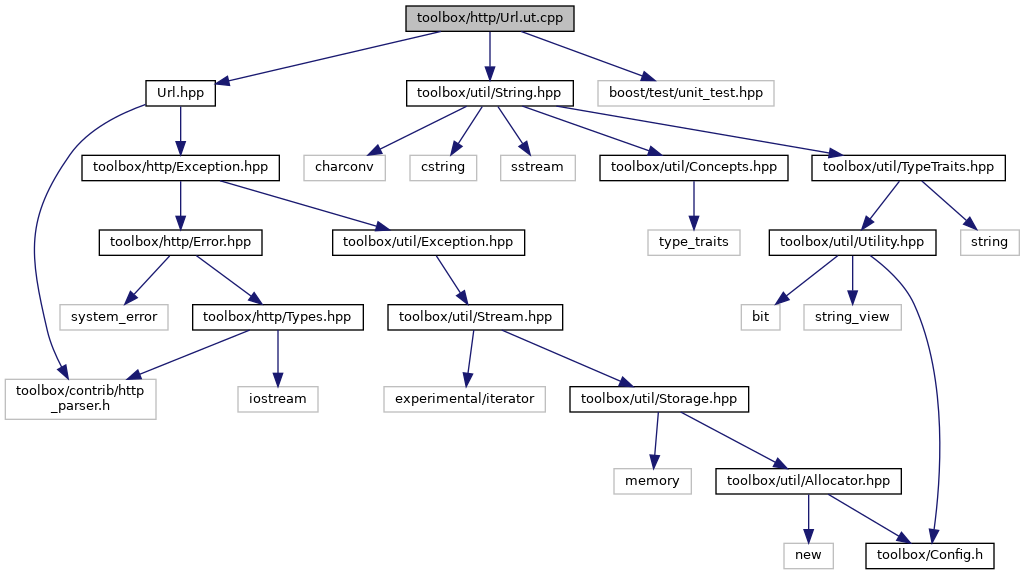 toolbox/http/Url.ut.cpp
Url.hpp
toolbox/util/String.hpp
boost/test/unit_test.hpp
toolbox/http/Exception.hpp
charconv
cstring
sstream
toolbox/util/Concepts.hpp
toolbox/util/TypeTraits.hpp
toolbox/http/Error.hpp
toolbox/util/Exception.hpp
type_traits
toolbox/util/Utility.hpp
string
system_error
toolbox/http/Types.hpp
toolbox/util/Stream.hpp
bit
string_view
toolbox/contrib/http
_parser.h
iostream
experimental/iterator
toolbox/util/Storage.hpp
memory
toolbox/util/Allocator.hpp
new
toolbox/Config.h